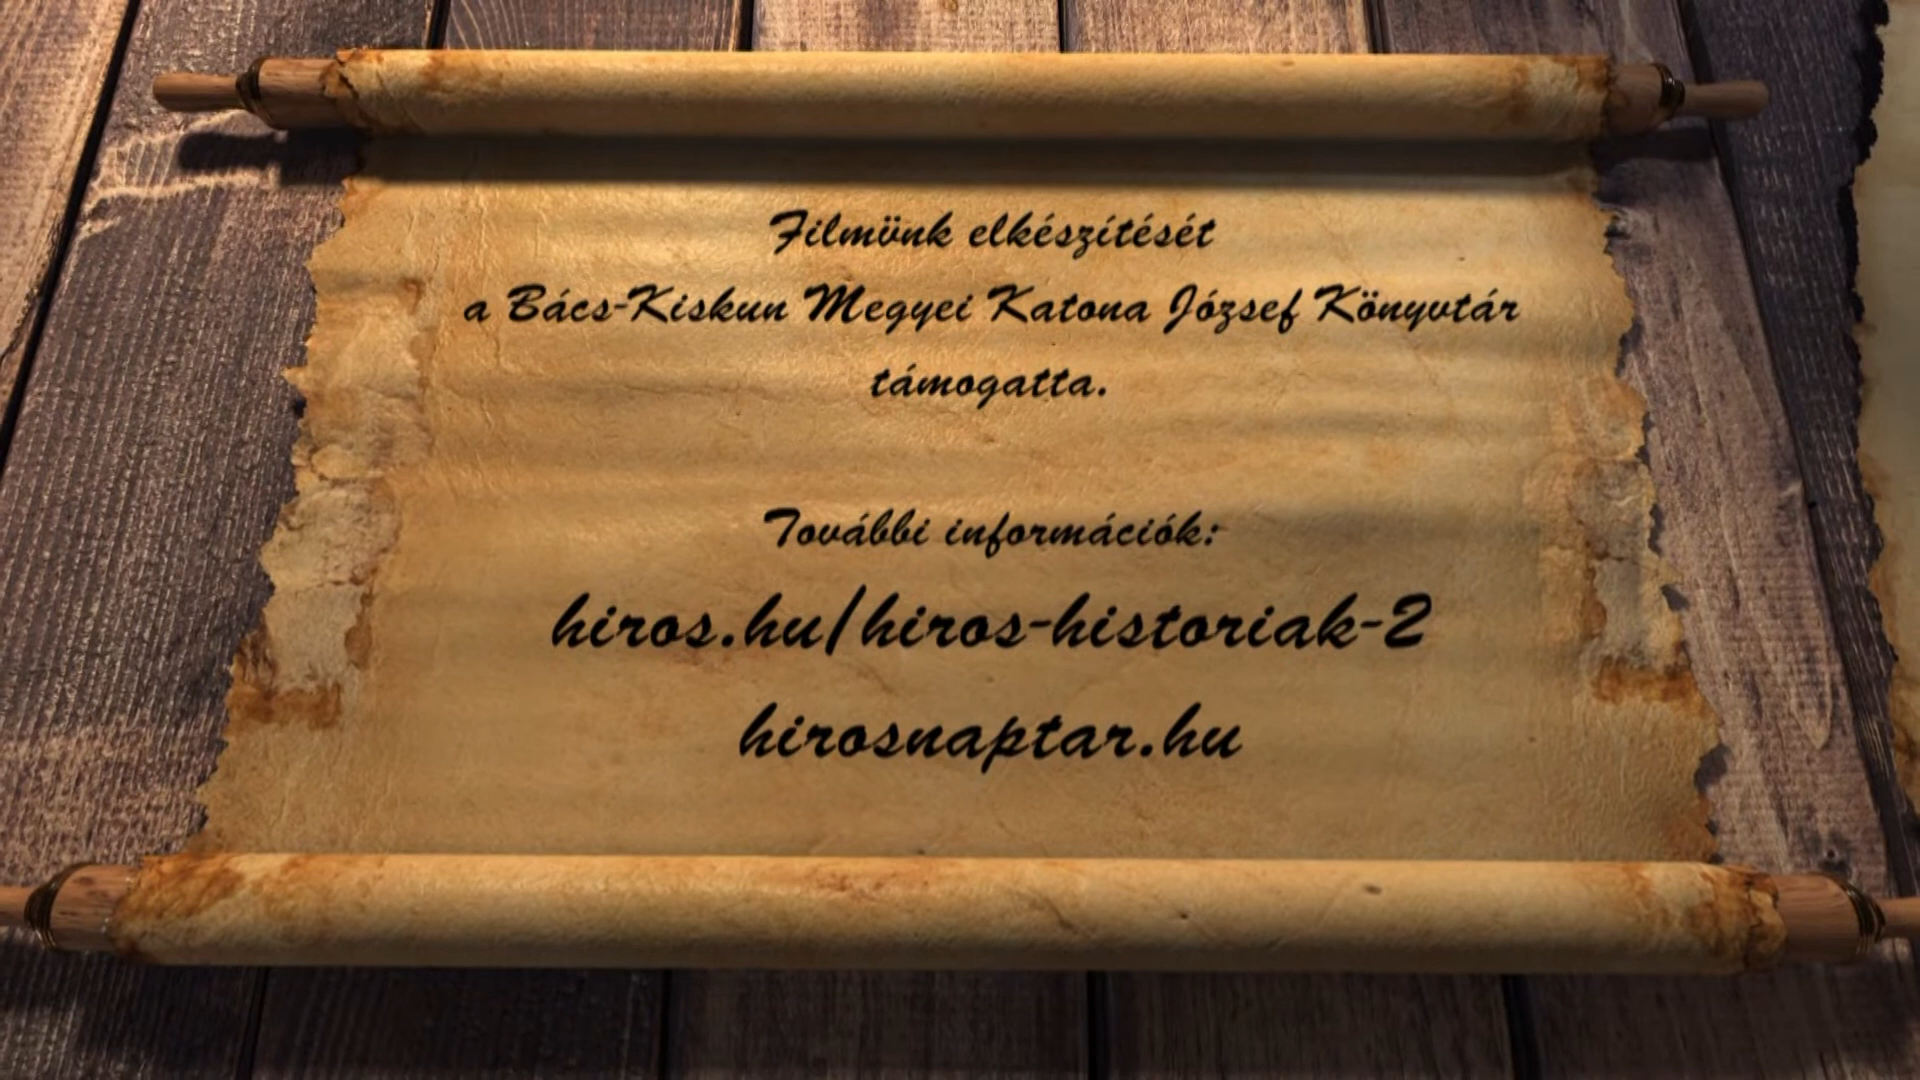 Filmünk elkészítését
a Bács-Kiskun Megyei Katona József Könyvtár
támogatta.
További információk:
hiros.hu/hiros-historiak-2
hirosnaptar.hu